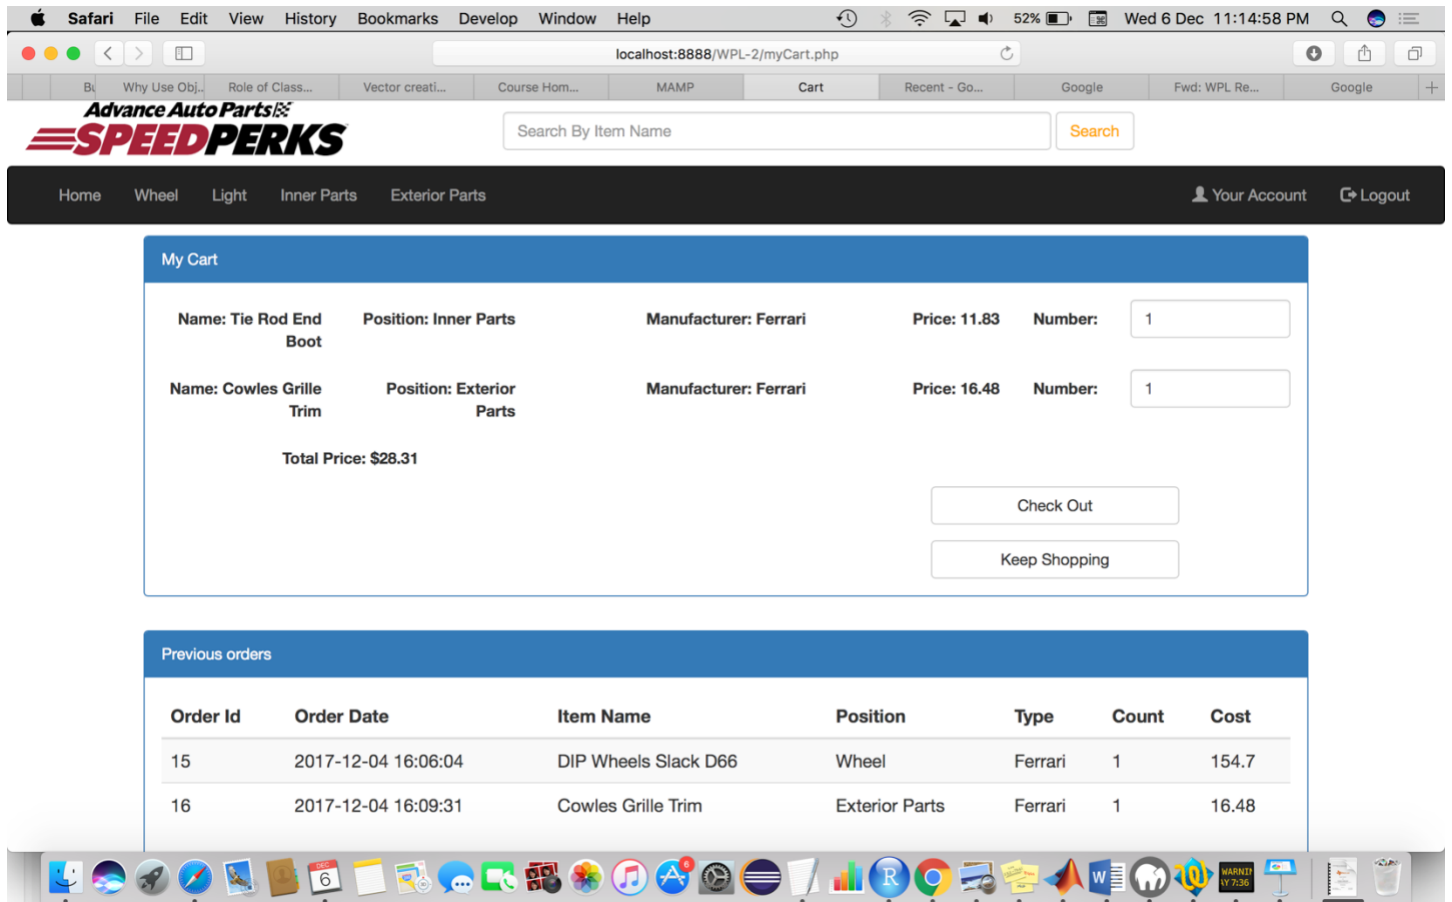 Safari File Edit View History Bookmarks Develop Window Help 52% Wed 6 Dec 11:14:58 PM
localhost:8888/WPL-2/myCart.php
Why Use Obj... Role of Class... Vector creati... Course Hom... MAMP Cart Recent - Go... Google Fwd: WPL Re... Google
Advance Auto Parts
SPEEDPERKS
Search By Item Name Search
Home Wheel Light Inner Parts Exterior Parts Your Account Logout
My Cart
Name: Tie Rod End Position: Inner Parts Manufacturer: Ferrari Price: 11.83 Number: 1
Boot
Name: Cowles Grille Position: Exterior Manufacturer: Ferrari Price: 16.48 Number: 1
Trim Parts
Total Price: $28.31
Check Out
Keep Shopping
Previous orders
Order Id Order Date Item Name Position Type Count Cost
15 2017-12-04 16:06:04 DIP Wheels Slack D66 Wheel Ferrari 1 154.7
16 2017-12-04 16:09:31 Cowles Grille Trim Exterior Parts Ferrari 1 16.48
DEC
6
6
R
W